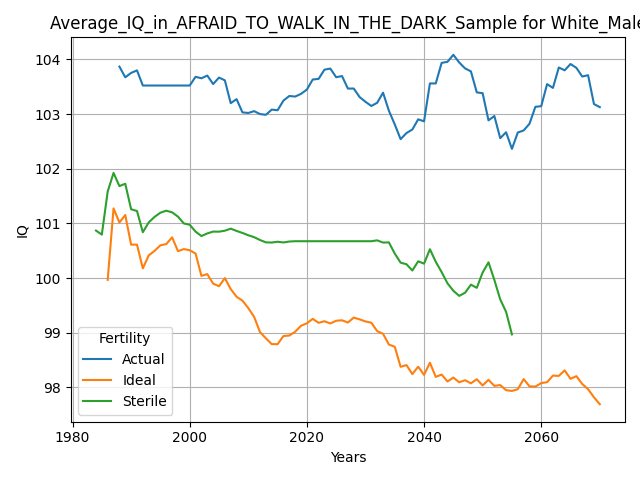 Average_IQ_in_AFRAID_TO_WALK_IN_THE_DARK_Sample for White_Male
104
103
102
101
100
99
98
IQ
Fertility
Actual
Ideal
Sterile
1980 2000 2020 2040 2060
Years